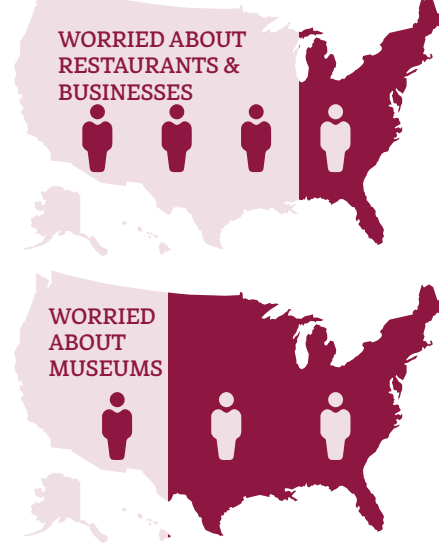 WORRIED ABOUT
RESTAURANTS &
BUSINESSES
WORRIED
ABOUT
MUSEUMS